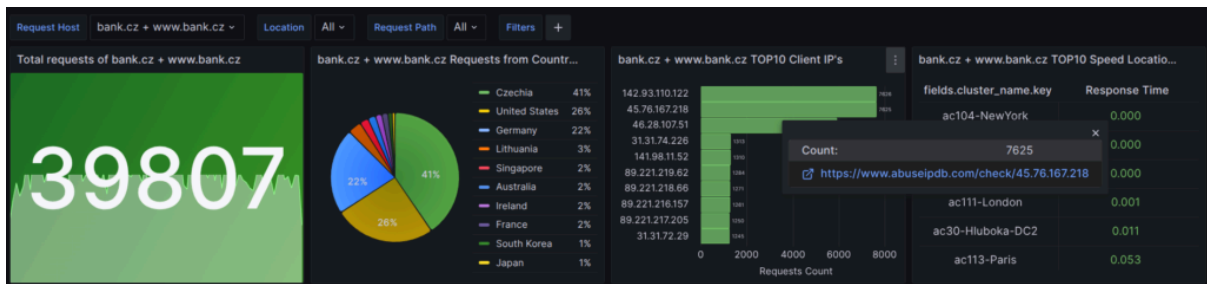 Request Host bank.cz + www.bank.cz Location All Request Path All Filters +
Total requests of bank.cz + www.bank.cz
39807
bank.cz + www.bank.cz Requests from Countr...
41%
26%
22%
Czechia 41%
United States 26%
Germany 22%
Lithuania 3%
Singapore 2%
Australia 2%
Ireland 2%
France 2%
South Korea 1%
Japan 1%
bank.cz + www.bank.cz TOP10 Client IP's
142.93.110.122
45.76.167.218 7625
46.28.107.51
31.31.74.226
141.98.11.52
89.221.219.62
89.221.218.66
89.221.216.157
89.221.217.205
31.31.72.29
0 2000 4000 6000 8000
Requests Count
Count: 7625
×
https://www.abuseipdb.com/check/45.76.167.218
bank.cz + www.bank.cz TOP10 Speed Locatio...
fields.cluster_name.key Response Time
ac104-NewYork 0.000
0.000
0.000
ac111-London 0.001
ac30-Hluboka-DC2 0.011
ac113-Paris 0.053